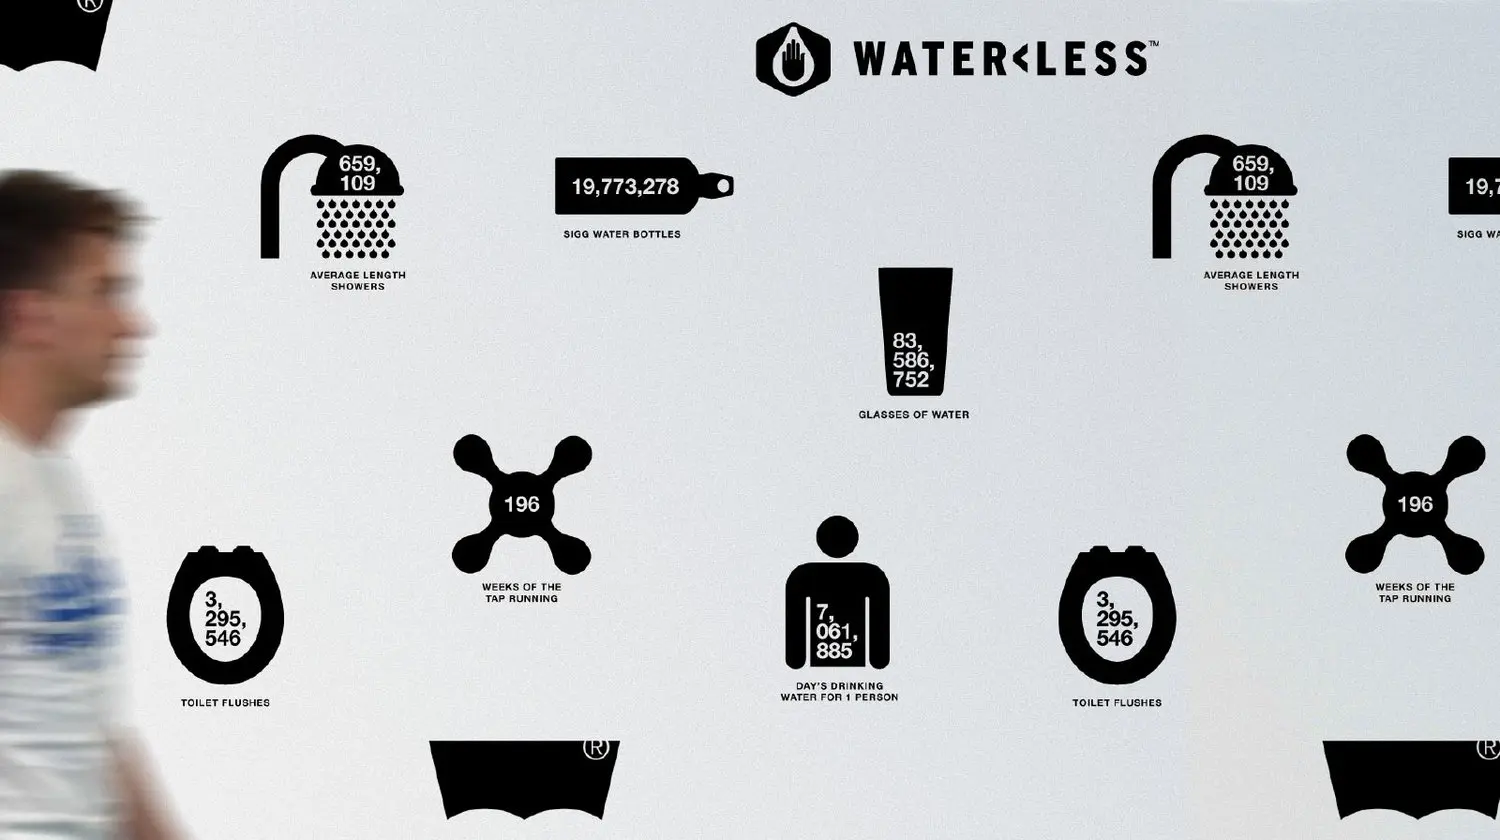 ®
WATER<LESS™
659,
109
AVERAGE LENGTH
SHOWERS
19,773,278
SIGG WATER BOTTLES
659,
109
AVERAGE LENGTH
SHOWERS
19,7
SIGG WA
83,
586,
752
GLASSES OF WATER
196
WEEKS OF THE
TAP RUNNING
196
WEEKS OF THE
TAP RUNNING
3,
295,
546
TOILET FLUSHES
7,
061,
885
DAY'S DRINKING
WATER FOR 1 PERSON
3,
295,
546
TOILET FLUSHES
®
®